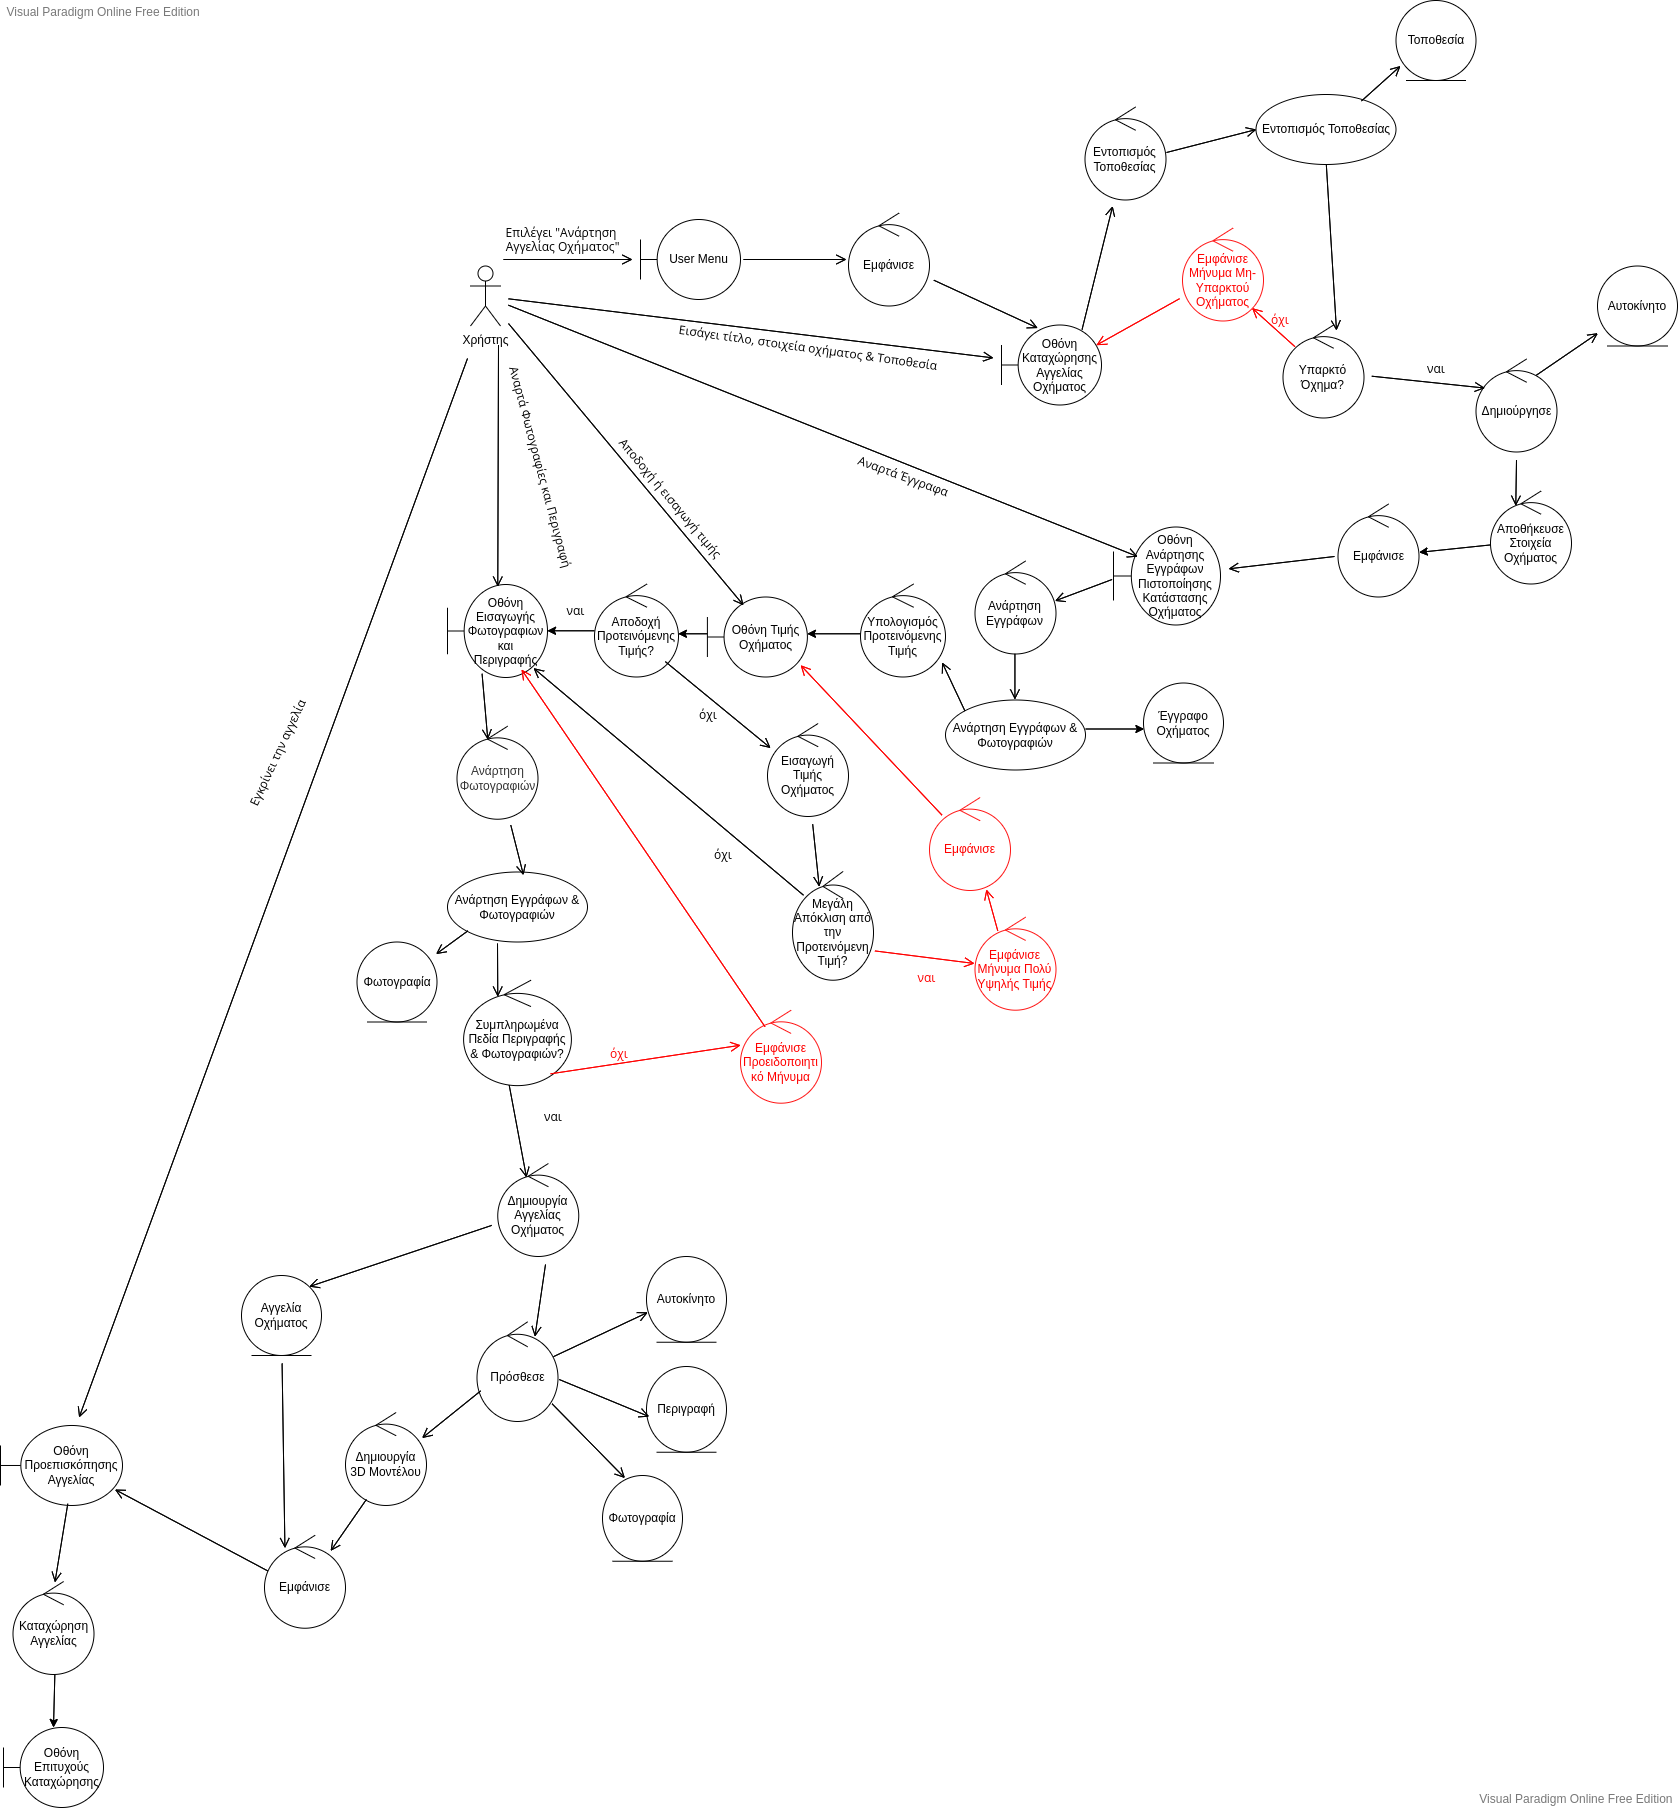 Visual Paradigm Online Free Edition
Τοποθεσία
Εντοπισμός Τοποθεσίας
Εντοπισμός
Τοποθεσίας
Επιλέγει "Ανάρτηση
Αγγελίας Οχήματος"
User Menu
Εμφάνισε
Εμφάνισε
Μήνυμα Μη-
Υπαρκτού
Οχήματος
όχι
Αυτοκίνητο
Χρήστης
Εισάγει τίτλο, στοιχεία οχήματος & Τοποθεσία
Οθόνη
Καταχώρησης
Αγγελίας
Οχήματος
Υπαρκτό
Όχημα?
ναι
Δημιούργησε
Αναρτά Φωτογραφίες και Περιγραφή
Αποδοχή ή εισαγωγή τιμής
Αναρτά Έγγραφα
Οθόνη
Ανάρτησης
Εγγράφων
Πιστοποίησης
Κατάστασης
Οχήματος
Εμφάνισε
Αποθήκευσε
Στοιχεία
Οχήματος
Οθόνη
Εισαγωγής
Φωτογραφιων
και
Περιγραφής
ναι
Αποδοχή
Προτεινόμενης
Τιμής?
Οθόνη Τιμής
Οχήματος
Υπολογισμός
Προτεινόμενης
Τιμής
Ανάρτηση
Εγγράφων
όχι
Ανάρτηση Εγγράφων &
Φωτογραφιών
Έγγραφο
Οχήματος
Εγκρίνει την αγγελία
Ανάρτηση
Φωτογραφιών
Εισαγωγή
Τιμής
Οχήματος
όχι
Εμφάνισε
Ανάρτηση Εγγράφων &
Φωτογραφιών
Μεγάλη
Απόκλιση από
την
Προτεινόμενη
Τιμή?
ναι
Εμφάνισε
Μήνυμα Πολύ
Υψηλής Τιμής
Φωτογραφία
Συμπληρωμένα
Πεδία Περιγραφής
& Φωτογραφιών?
όχι
Εμφάνισε
Προειδοποιητι
κό Μήνυμα
ναι
Δημιουργία
Αγγελίας
Οχήματος
Αγγελία
Οχήματος
Αυτοκίνητο
Πρόσθεσε
Περιγραφή
Οθόνη
Προεπισκόπησης
Αγγελίας
Δημιουργία
3D Μοντέλου
Φωτογραφία
Εμφάνισε
Καταχώρηση
Αγγελίας
Οθόνη
Επιτυχούς
Καταχώρησης
Visual Paradigm Online Free Edition